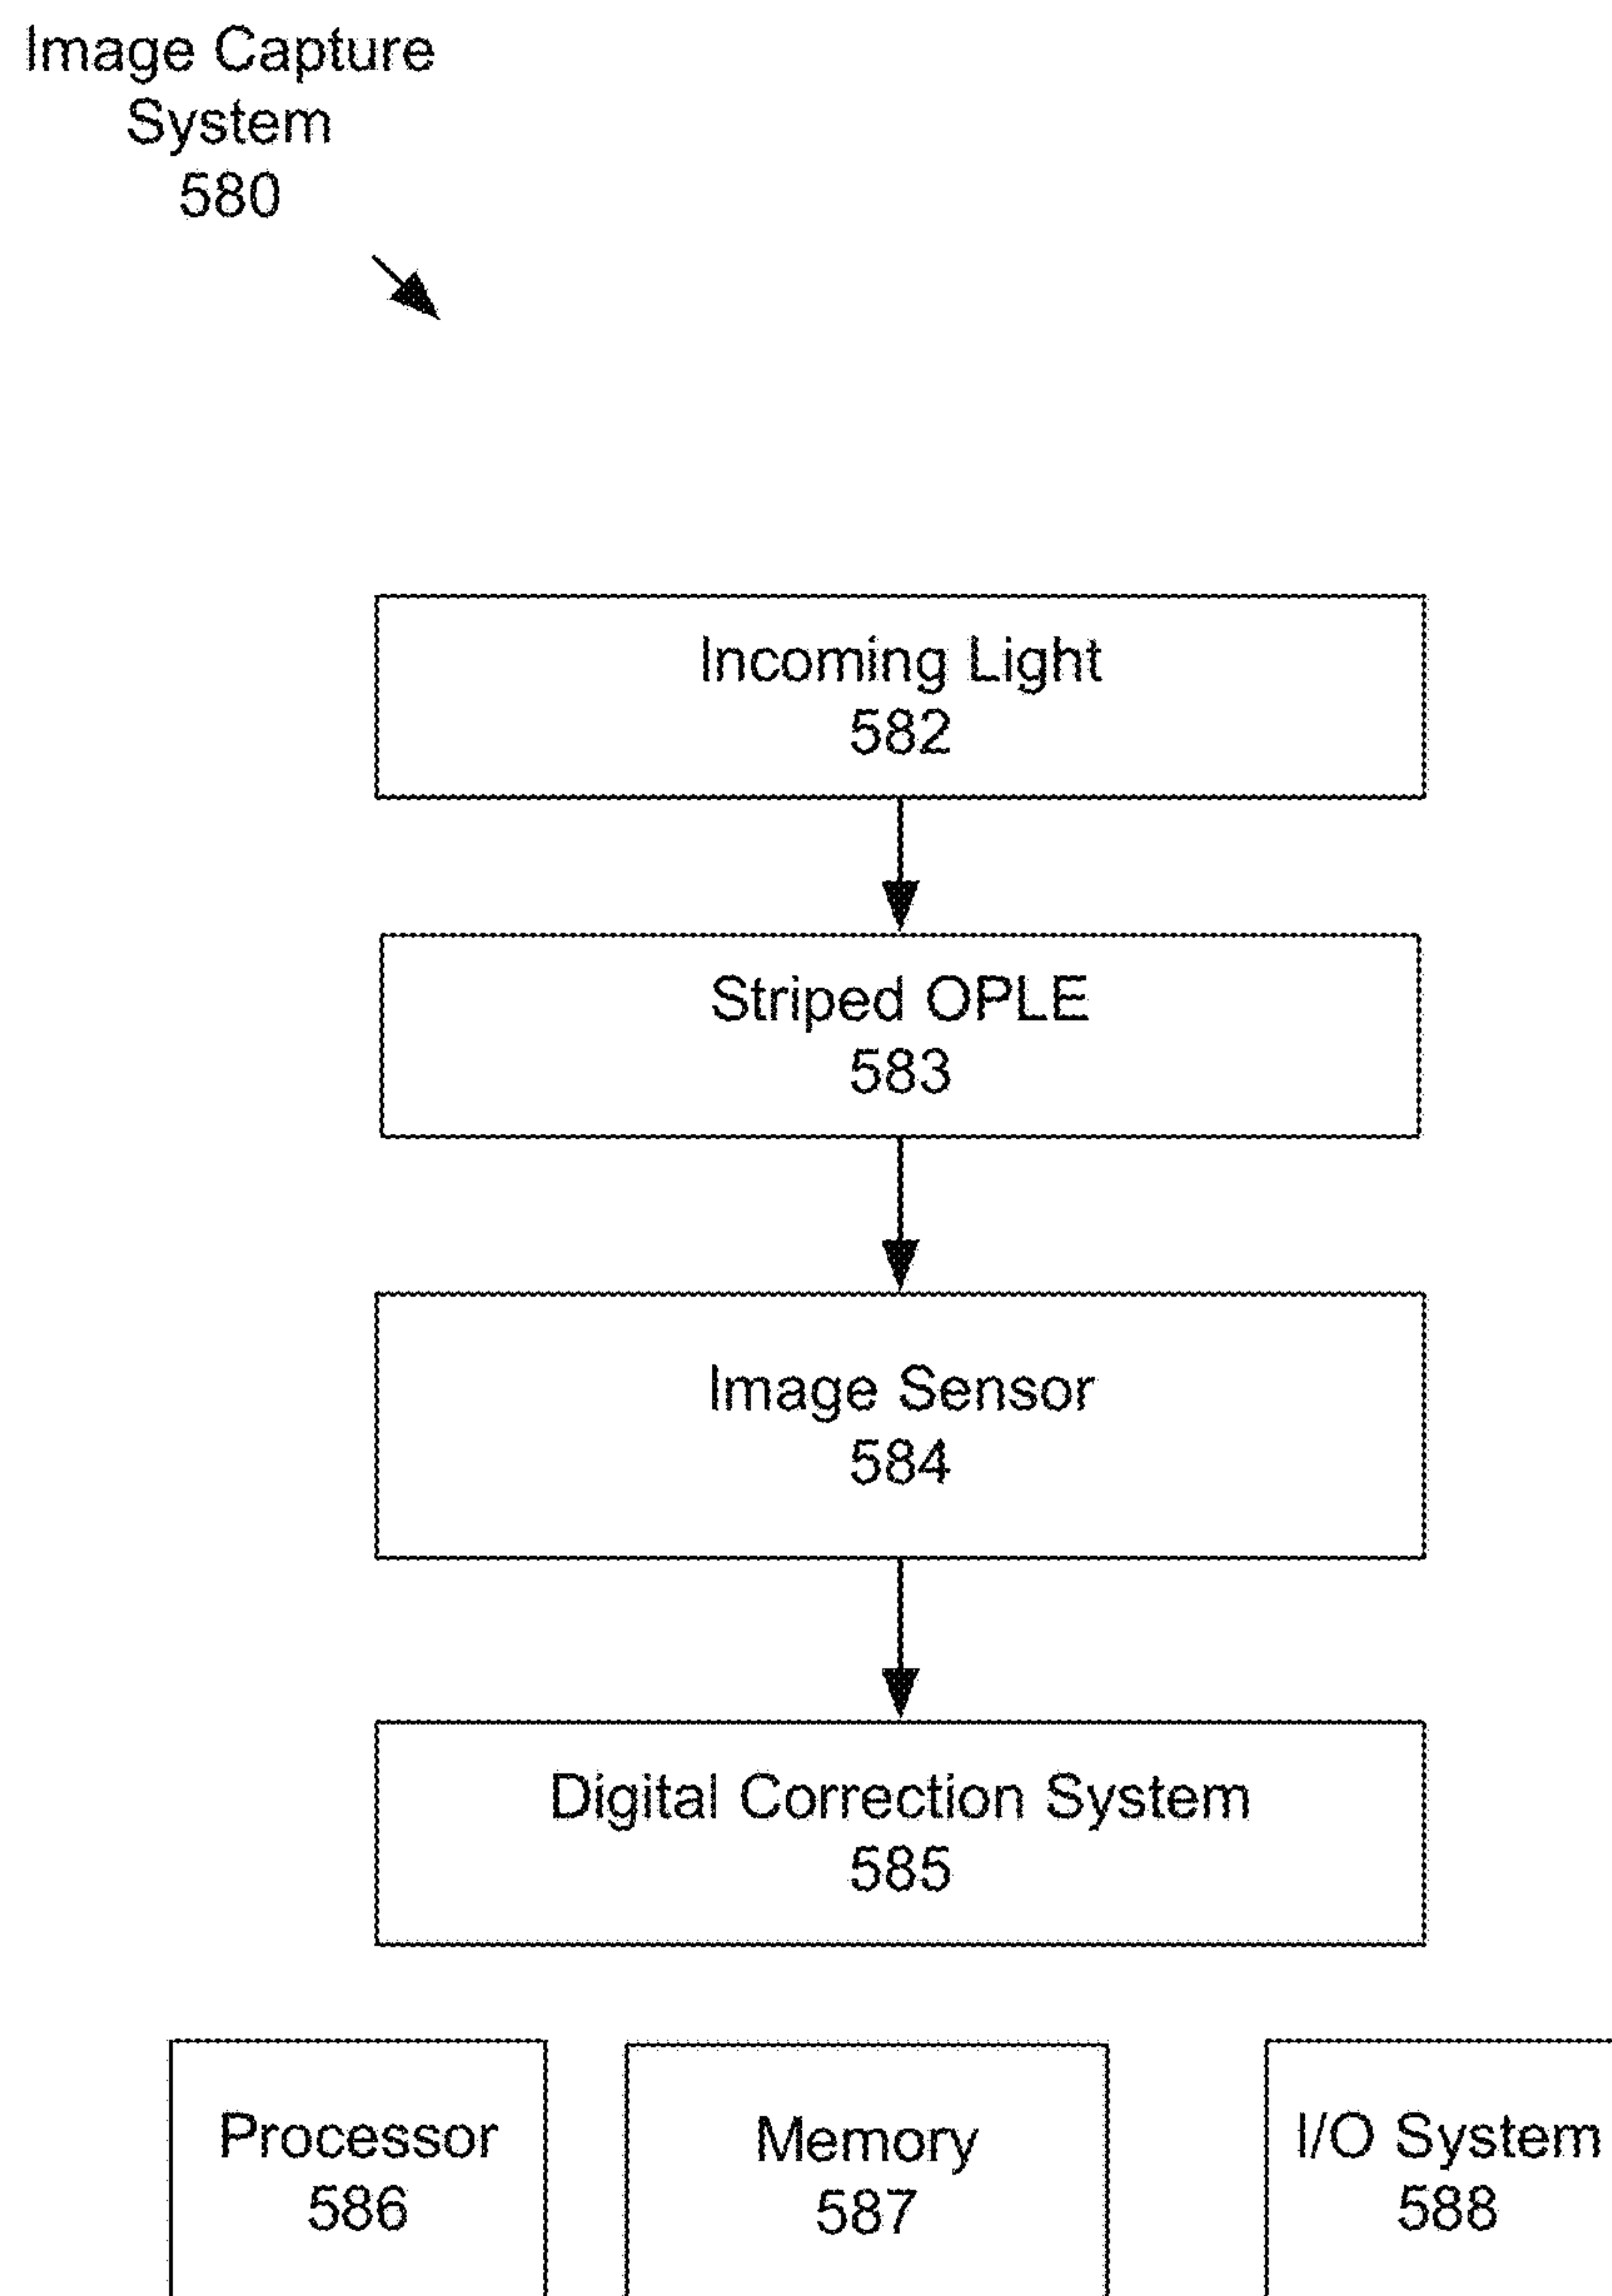 Image Capture
System
580
Incoming Light
582
Striped OPLE
583
Image Sensor
584
Digital Correction System
585
Processor
586
Memory
587
I/O System
588